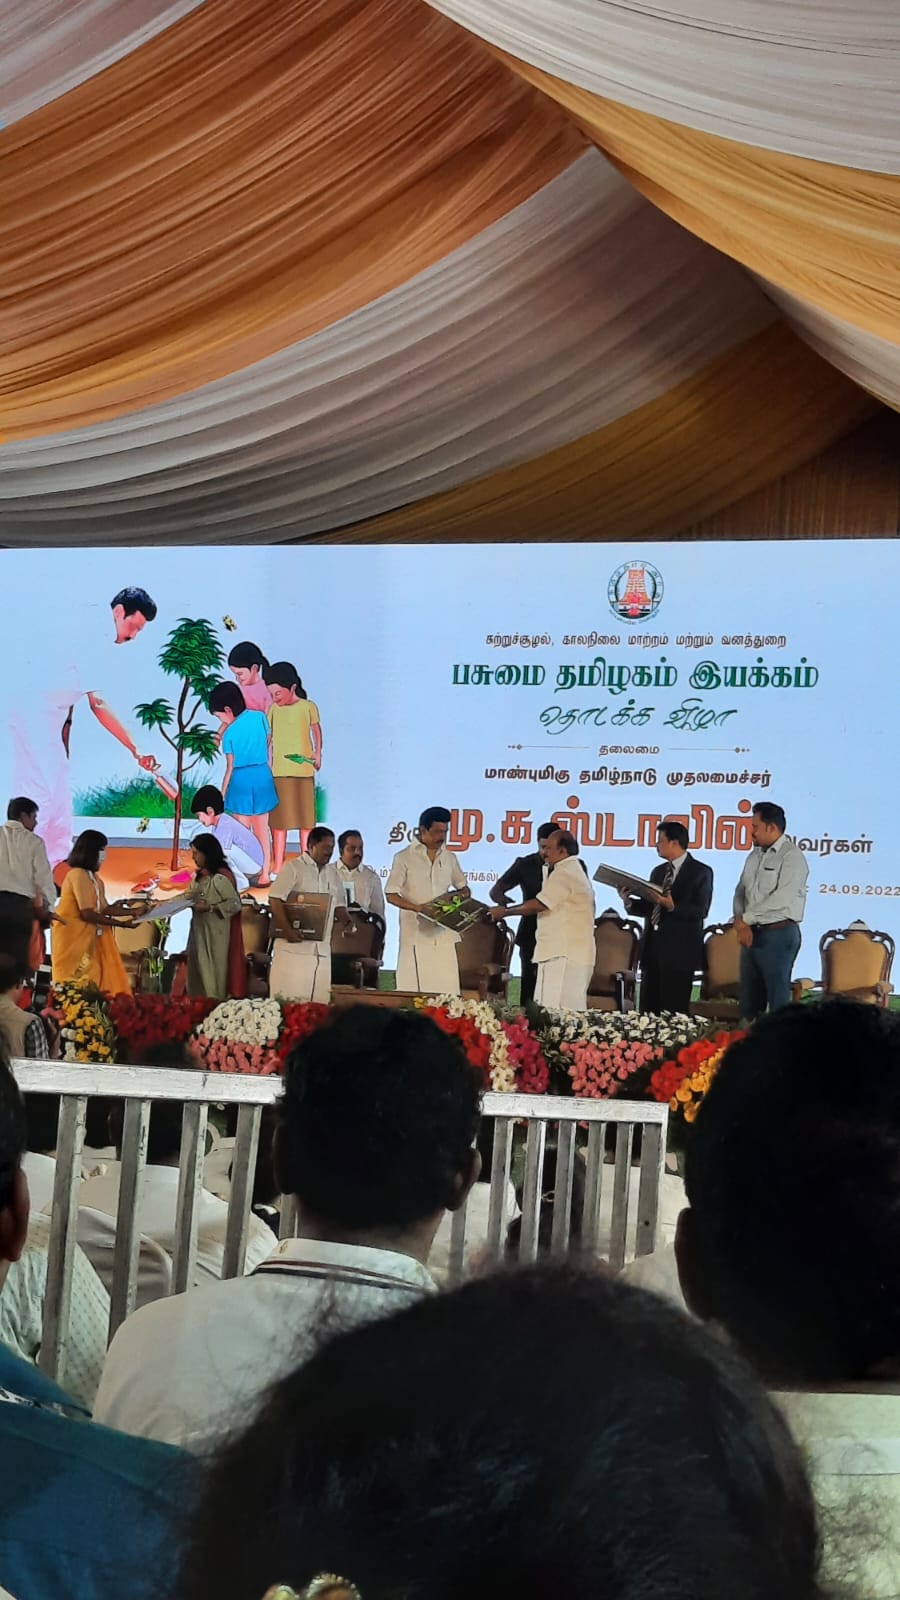 சுற்றுச்சூழல், காலநிலை மாற்றம் மற்றும் வனத்துறை
பசுமை தமிழகம் இயக்கம்
தொடக்க விழா
தலைமை
மாண்புமிகு தமிழ்நாடு முதலமைச்சர்
மு.க ஸ்டாலின்
24.09.2022